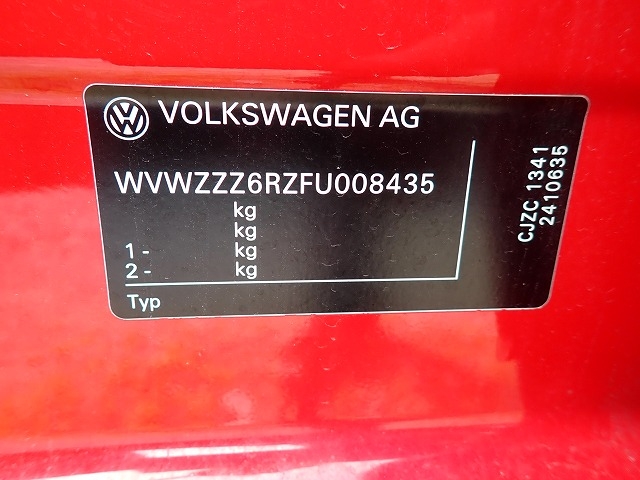 VOLKSWAGEN AG
WVWZZZ6RZFU008435
kg
kg
1 - kg
2 - kg
Typ
CJZC 1341
2410635